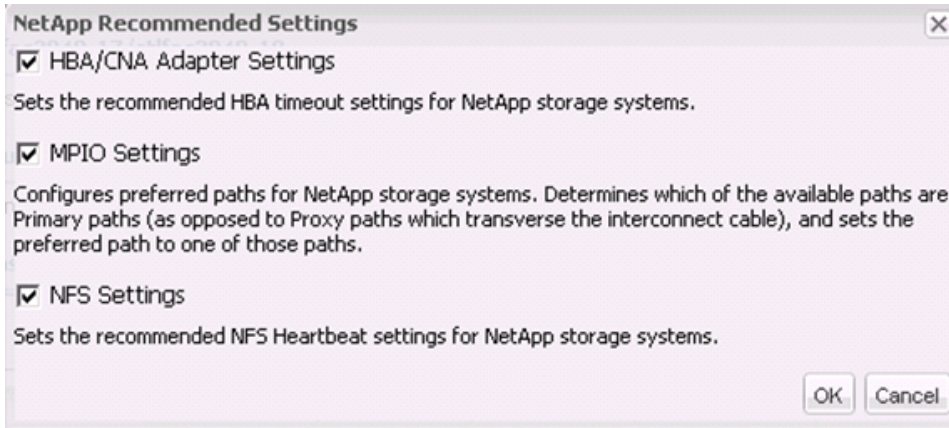 NetApp Recommended Settings
HBA/CNA Adapter Settings
Sets the recommended HBA timeout settings for NetApp storage systems.
MPIO Settings
Configures preferred paths for NetApp storage systems. Determines which of the available paths are
Primary paths (as opposed to Proxy paths which transverse the interconnect cable), and sets the
preferred path to one of those paths.
NFS Settings
Sets the recommended NFS Heartbeat settings for NetApp storage systems.
OK Cancel